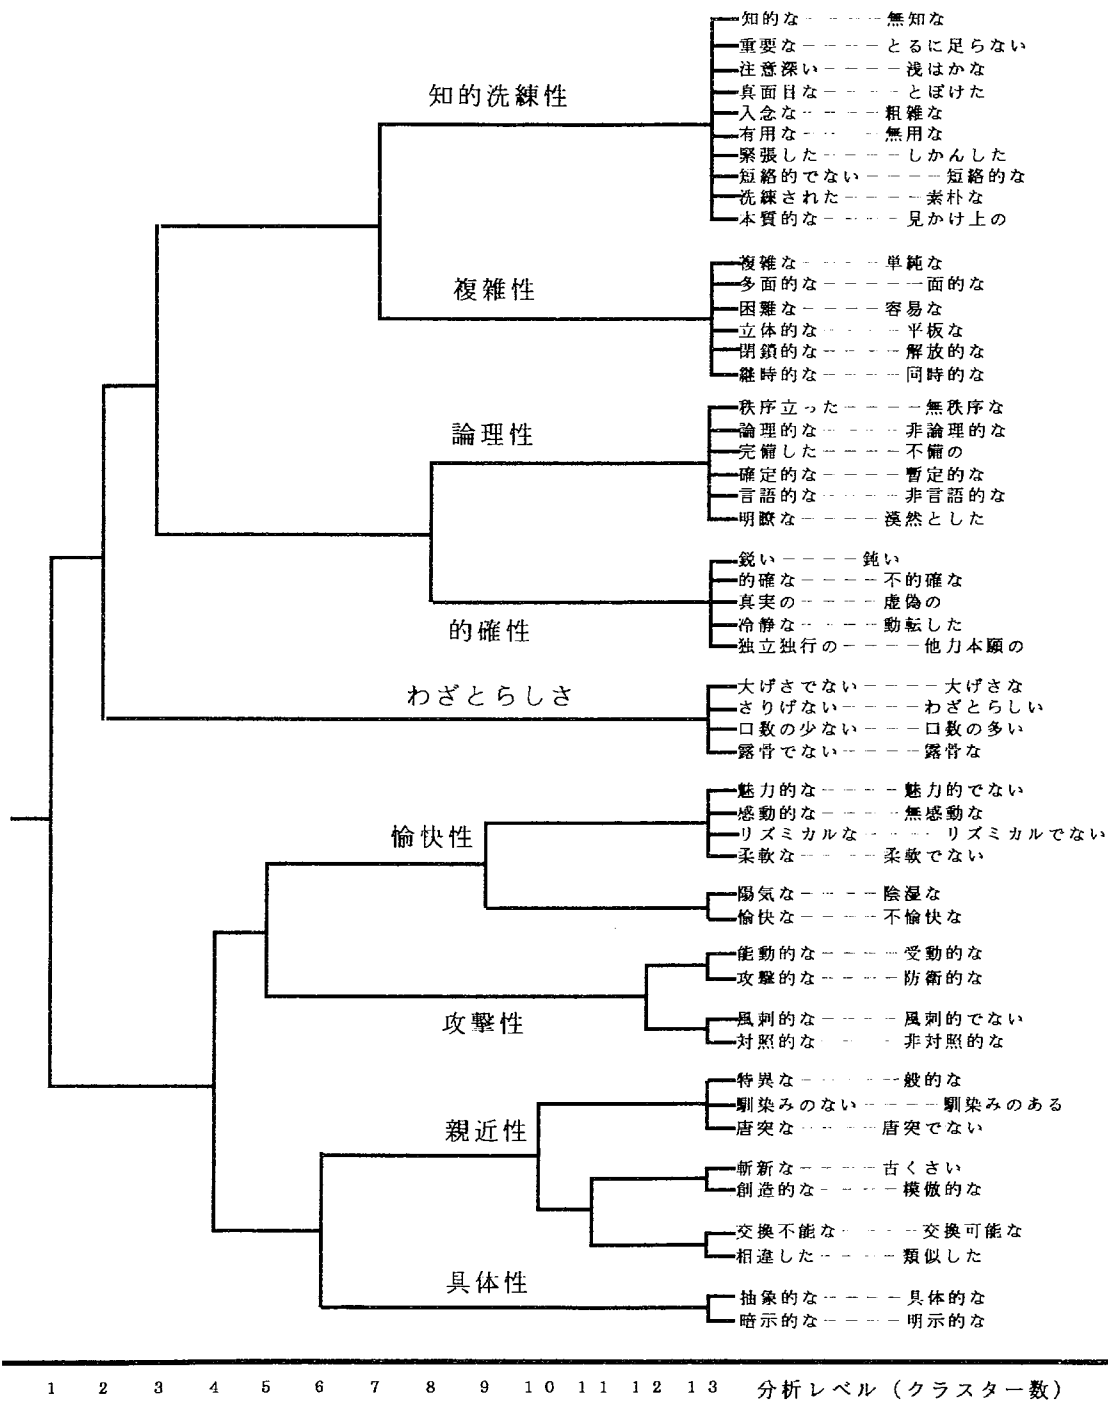 知的洗練性
知的な－－－－無知な
重要な－－－－とるに足らない
注意深い－－－－浅はかな
真面目な－－－－とぼけた
入念な－－－－粗雑な
有用な－－－－無用な
緊張した－－－－しかんした
短絡的でない－－－－短絡的な
洗練された－－－－素朴な
本質的な－－－－見かけ上の
複雑性
複雑な－－－－単純な
多面的な－－－－一面的な
困難な－－－－容易な
立体的な－－－－平板な
閉鎖的な－－－－解放的な
継時的な－－－－同時的な
論理性
秩序立った－－－－無秩序な
論理的な－－－－非論理的な
完備した－－－－不備の
確定的な－－－－暫定的な
言語的な－－－－非言語的な
明瞭な－－－－漠然とした
的確性
鋭い－－－－鈍い
的確な－－－－不的確な
真実の－－－－虚偽の
冷静な－－－－動転した
独立独行の－－－－他力本願の
わざとらしさ
大げさでない－－－－大げさな
さりげない－－－－わざとらしい
口数の少ない－－－口数の多い
露骨でない－－－－露骨な
愉快性
魅力的な－－－－魅力的でない
感動的な－－－－無感動な
リズミカルな－－－－リズミカルでない
柔軟な－－－－柔軟でない
陽気な－－－－陰湿な
愉快な－－－－不愉快な
攻撃性
能動的な－－－－受動的な
攻撃的な－－－－防衛的な
風刺的な－－－－風刺的でない
対照的な－－－－非対照的な
親近性
特異な－－－－一般的な
馴染みのない－－－－馴染みのある
唐突な－－－－唐突でない
斬新な－－－－古くさい
創造的な－－－－模倣的な
交換不能な－－－－交換可能な
相違した－－－－類似した
具体性
抽象的な－－－－具体的な
暗示的な－－－－明示的な
1 2 3 4 5 6 7 8 9 10 11 12 13 分析レベル（クラスター数）